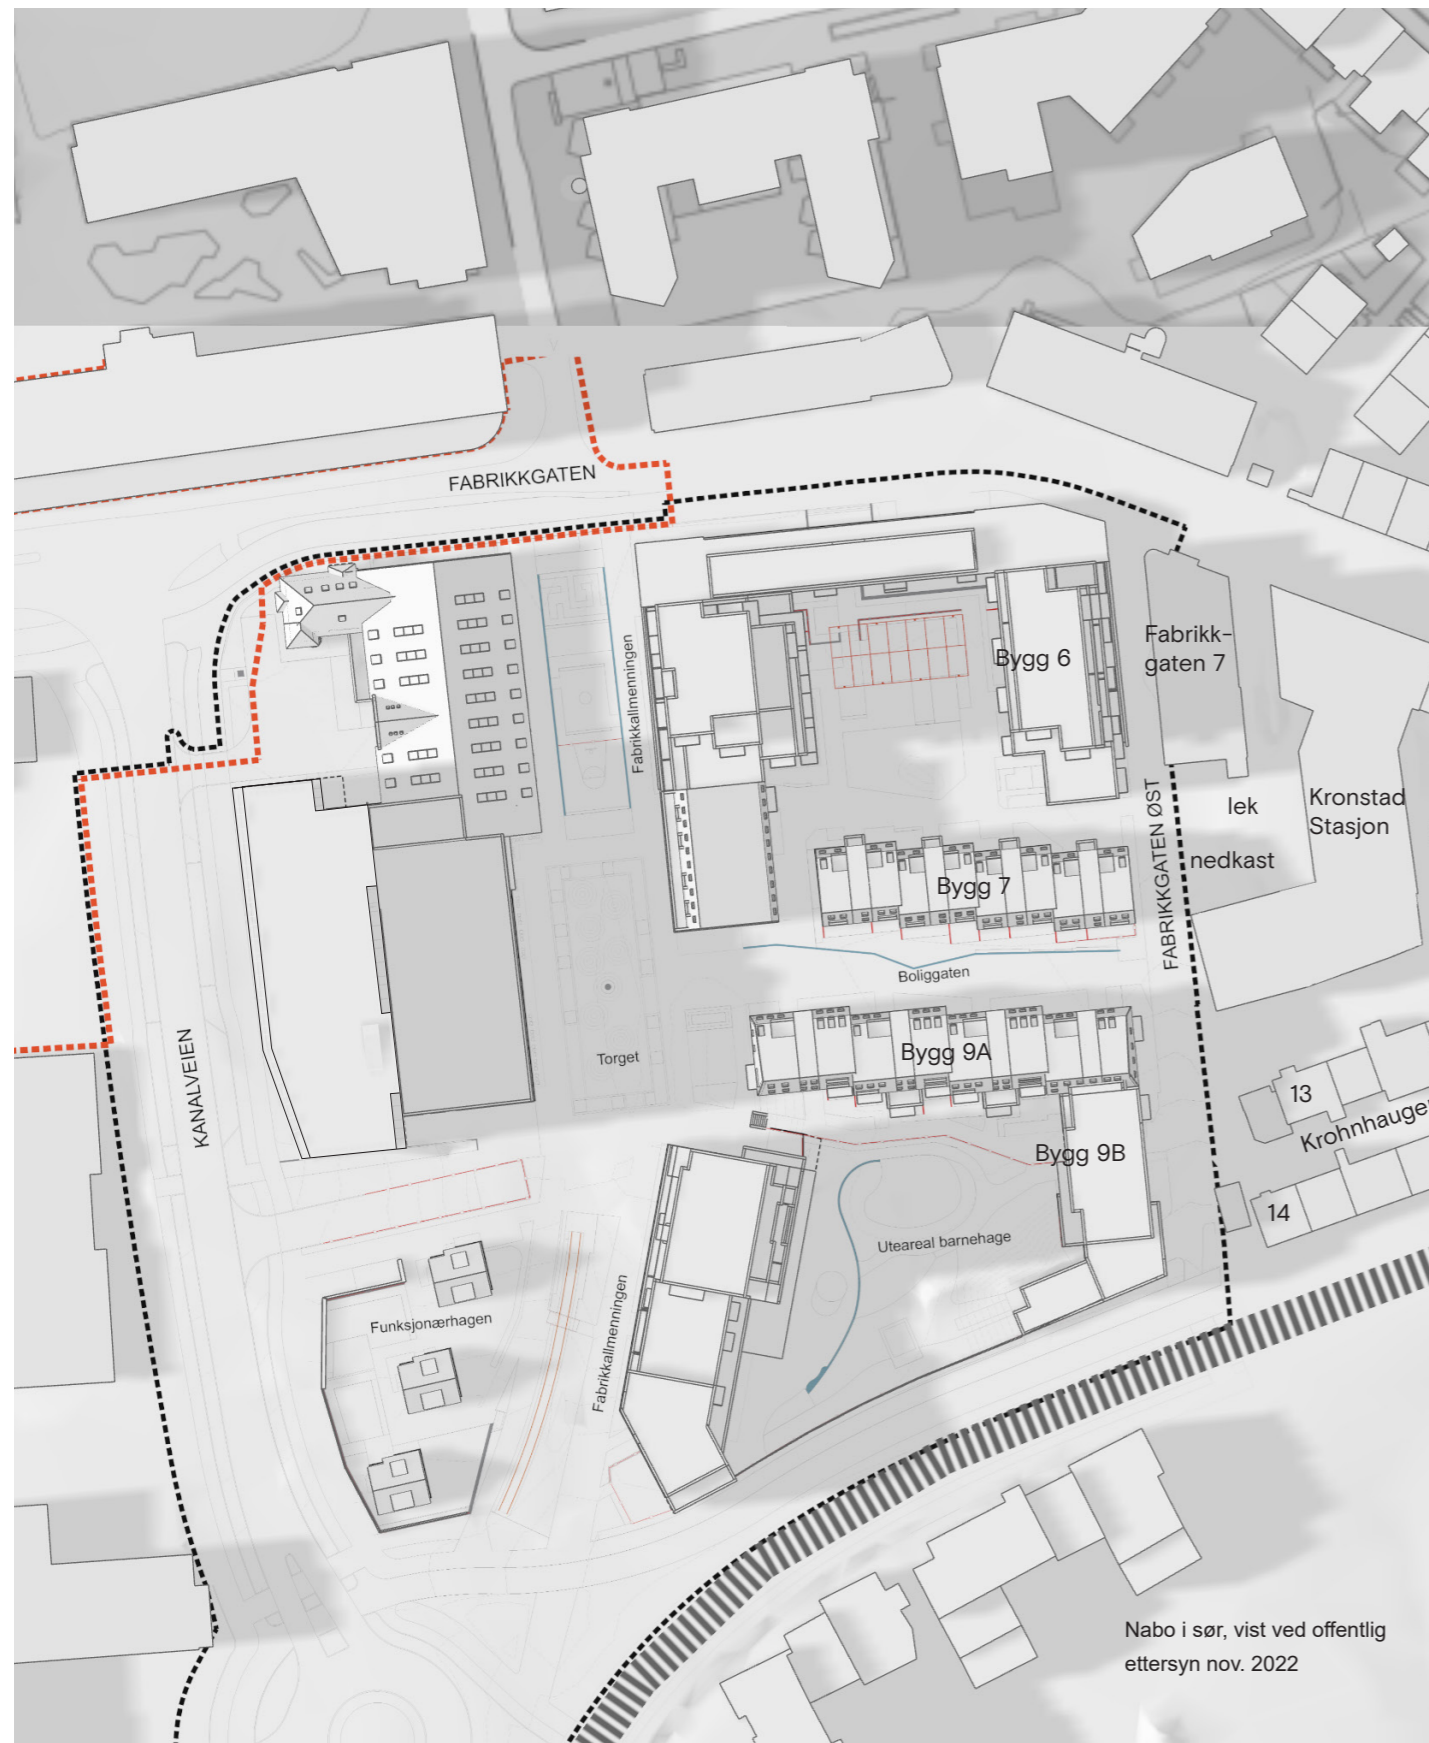 FABRIKKGATEN
Fabrikkallmenningen
Bygg 6
Fabrikk-
gaten 7
lek
nedkast
Kronstad
Stasjon
FABRIKKGATEN ØST
Bygg 7
Boliggaten
Torget
Bygg 9A
KANALVEIEN
13
Krohnhauge
Bygg 9B
14
Uteareal barnehage
Funksjonærhagen
Fabrikkallmenningen
Nabo i sør, vist ved offentlig
ettersyn nov. 2022